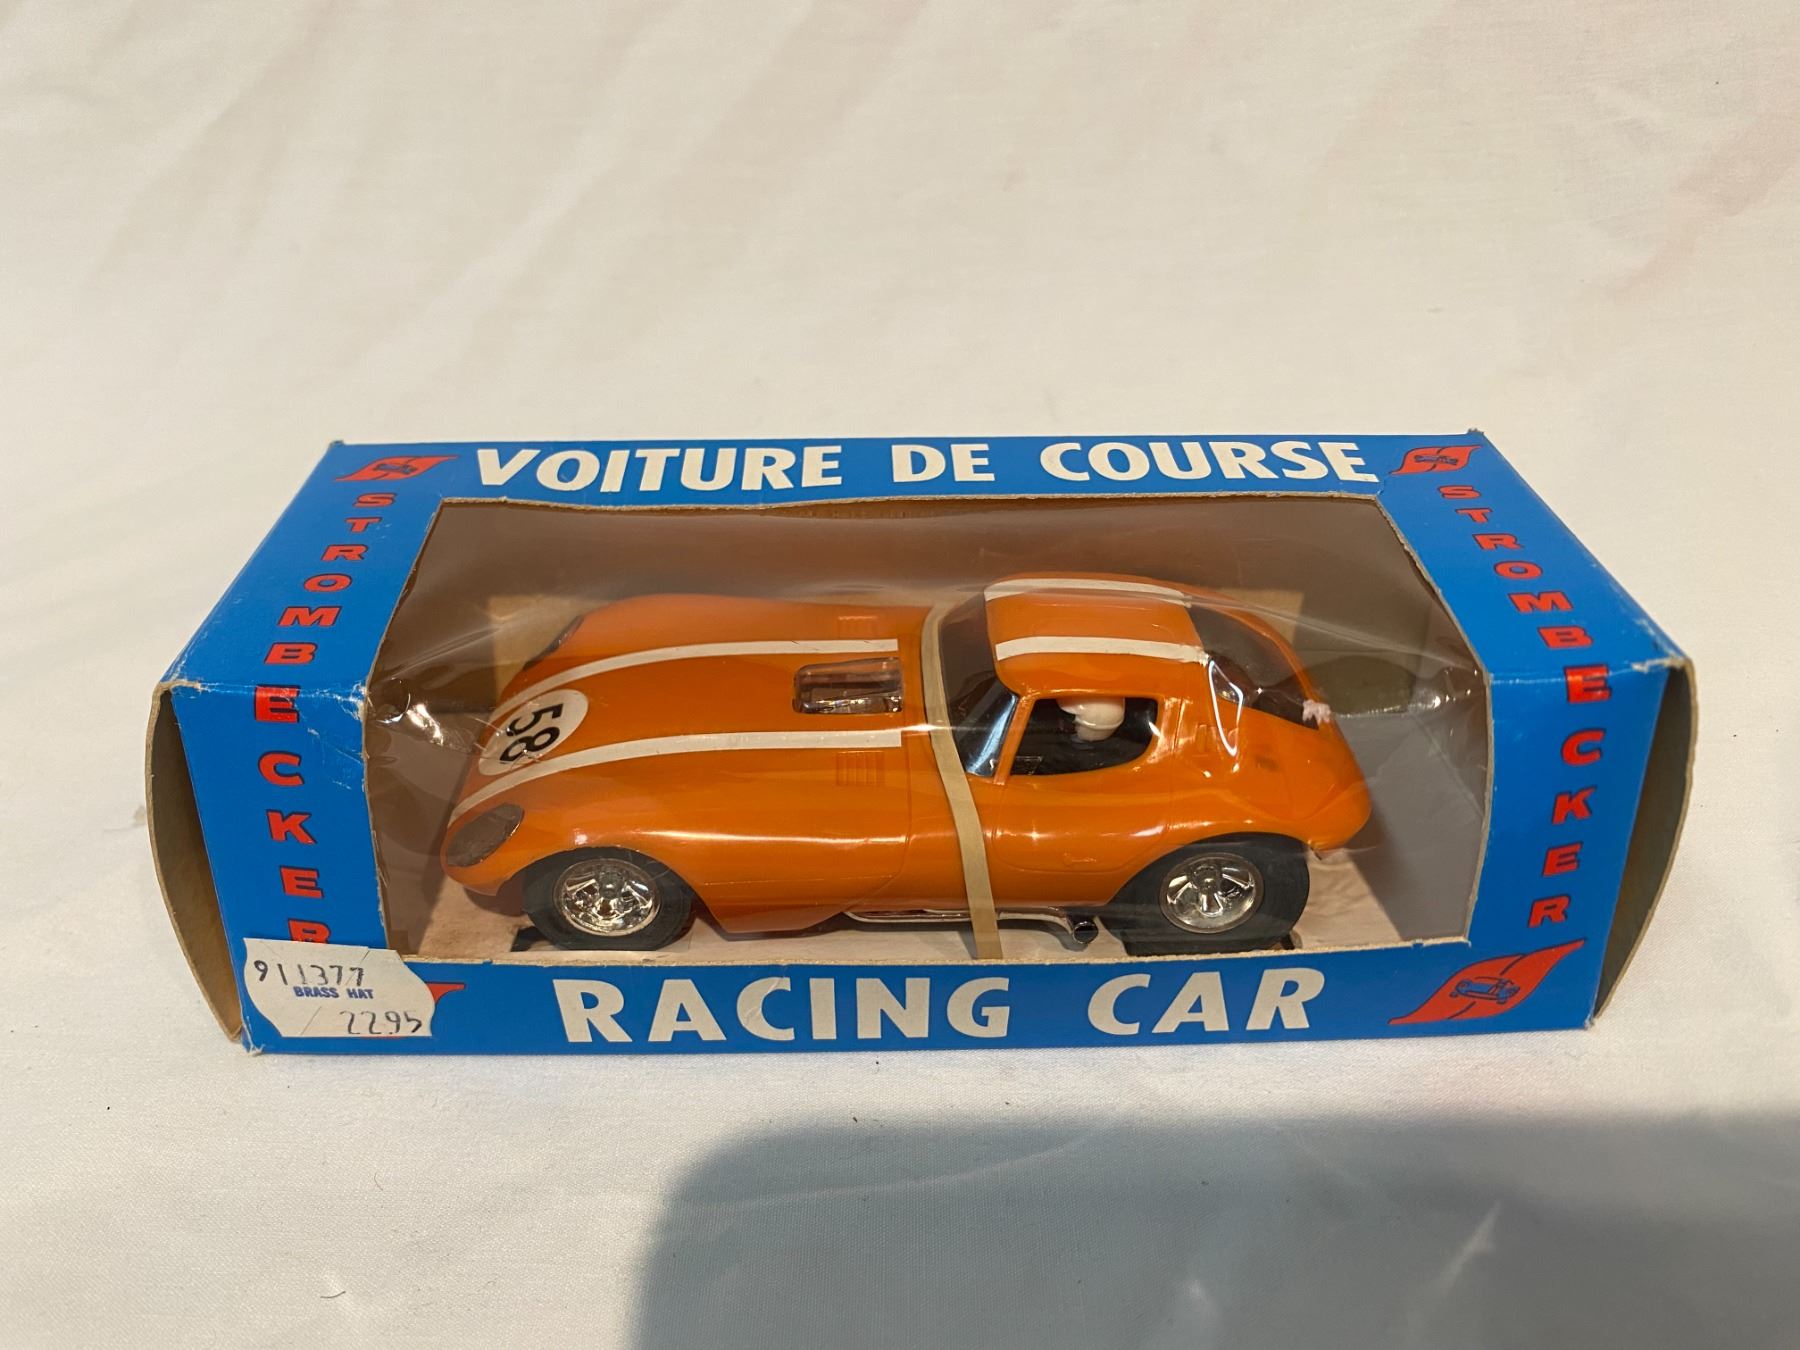 VOITURE DE COURSE
STROMBECKER
STROMBECKER
58
911377
BRASS HAT
2295
RACING CAR